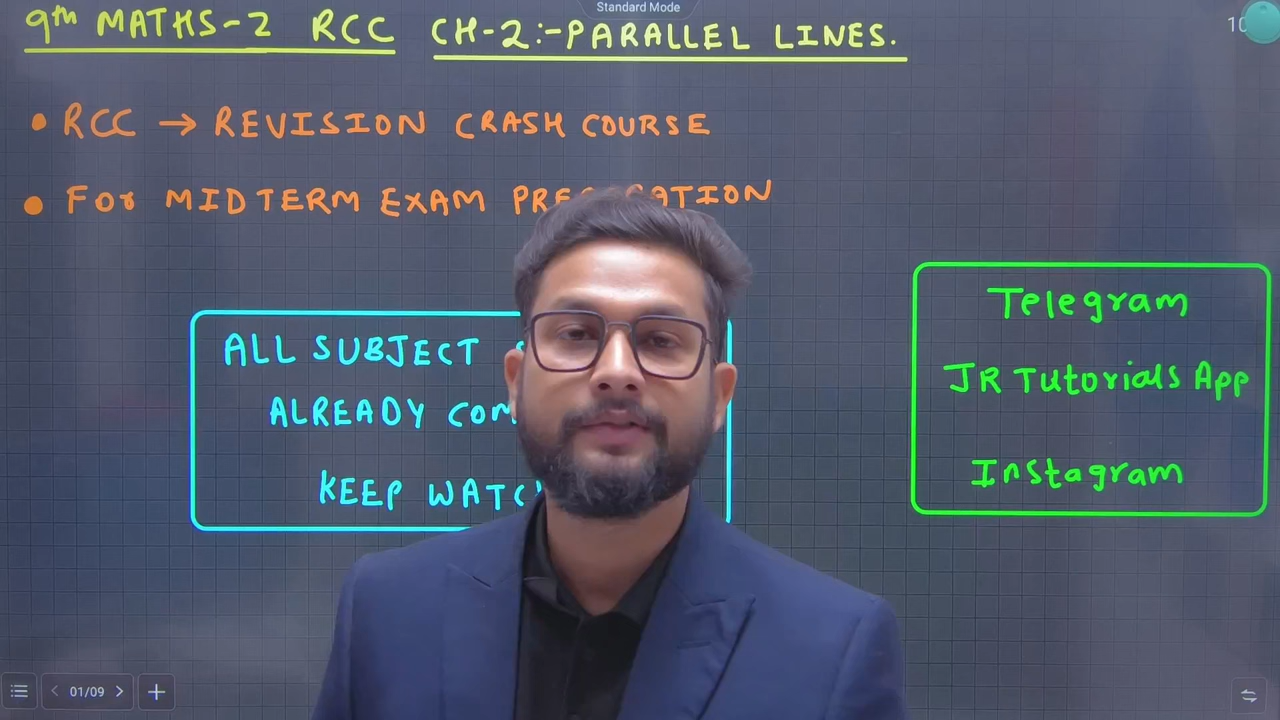 Standard Mode
9th MATHS-2 RCC CH-2:-PARALLEL LINES.
10
• RCC → REVISION CRASH COURSE
• For MIDTERM EXAM
ALL SUBJECT
ALREADY
KEEP
Telegram
JR Tutorials App
Instagram
01/09